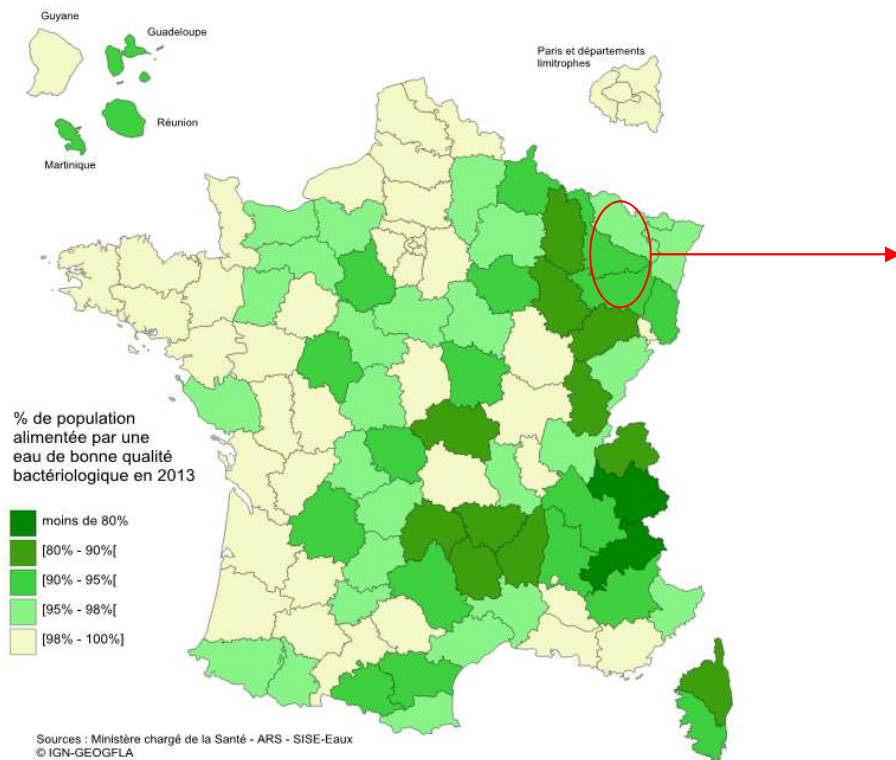 Guyane
Guadeloupe
Paris et départements
limitrophes
Réunion
Martinique
% de population
alimentée par une
eau de bonne qualité
bactériologique en 2013
moins de 80%
[80% - 90%[
[90% - 95%[
[95% - 98%[
[98% - 100%]
Sources : Ministère chargé de la Santé - ARS - SISE-Eaux
© IGN-GEOGFLA